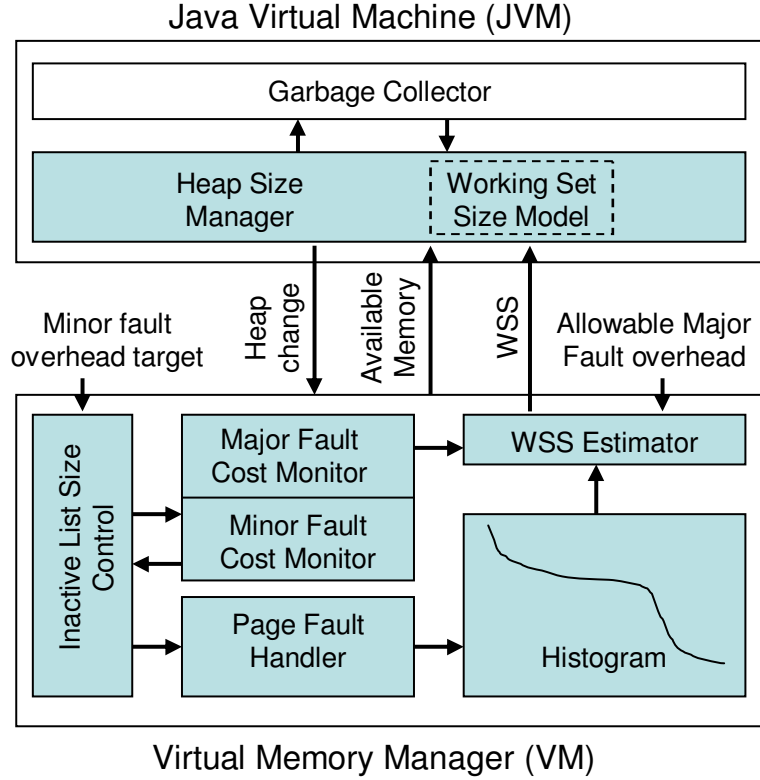 Java Virtual Machine (JVM)
Garbage Collector
Heap Size
Manager
Working Set
Size Model
Minor fault
overhead target
Heap
change
Available
Memory
WSS
Allowable Major
Fault overhead
Inactive List Size
Control
Major Fault
Cost Monitor
Minor Fault
Cost Monitor
Page Fault
Handler
WSS Estimator
Histogram
Virtual Memory Manager (VM)